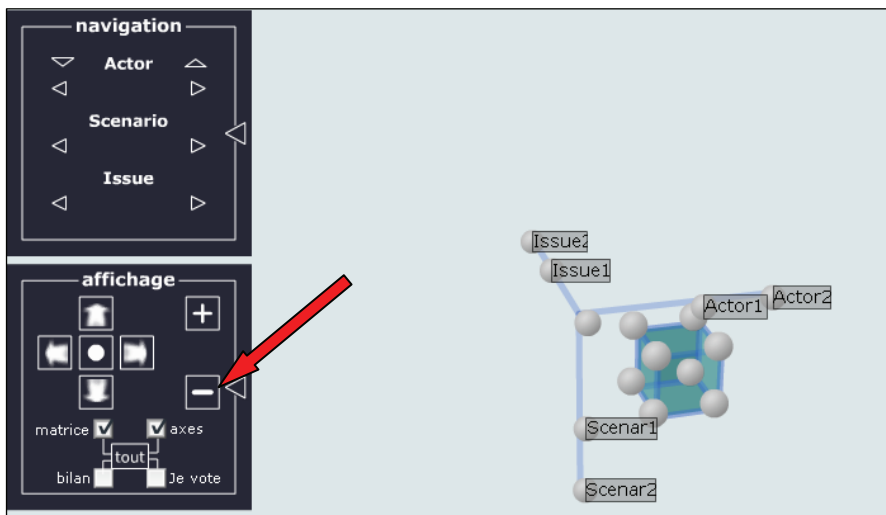 navigation
Actor
Scenario
Issue
affichage
matrice axes
tout
bilan Je vote
Issue2
Issue1
Actor1 Actor2
Scenar1
Scenar2